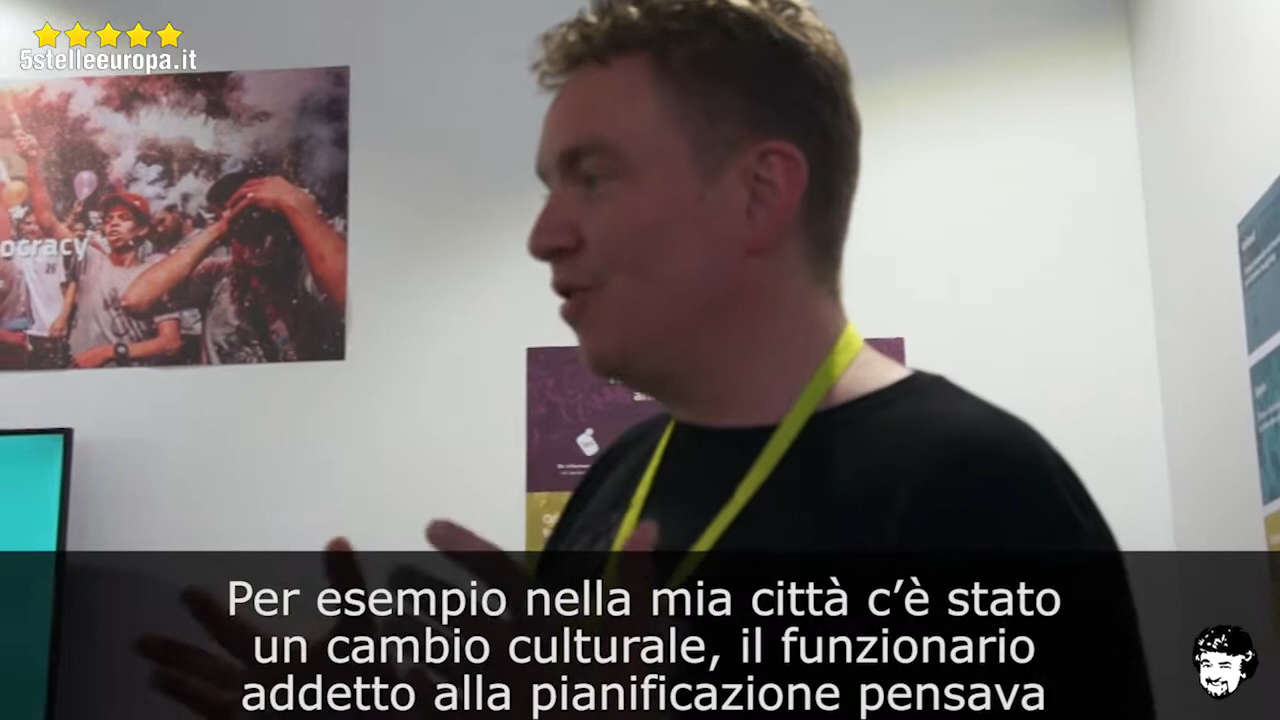 5stelleeuropa.it
ocracy
Per esempio nella mia città c'è stato
un cambio culturale, il funzionario
addetto alla pianificazione pensava